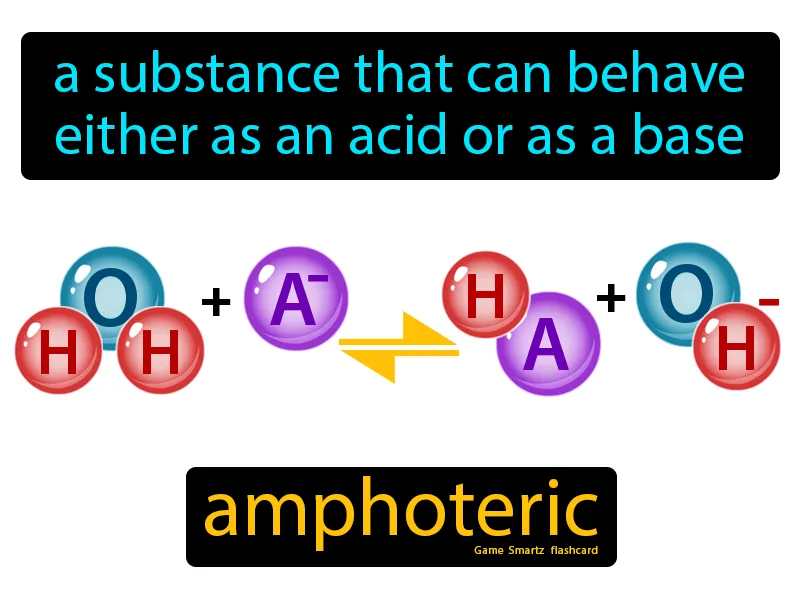 a substance that can behave
either as an acid or as a base
O H H + A⁻ H A + O H -
amphoteric
Game Smartz flashcard